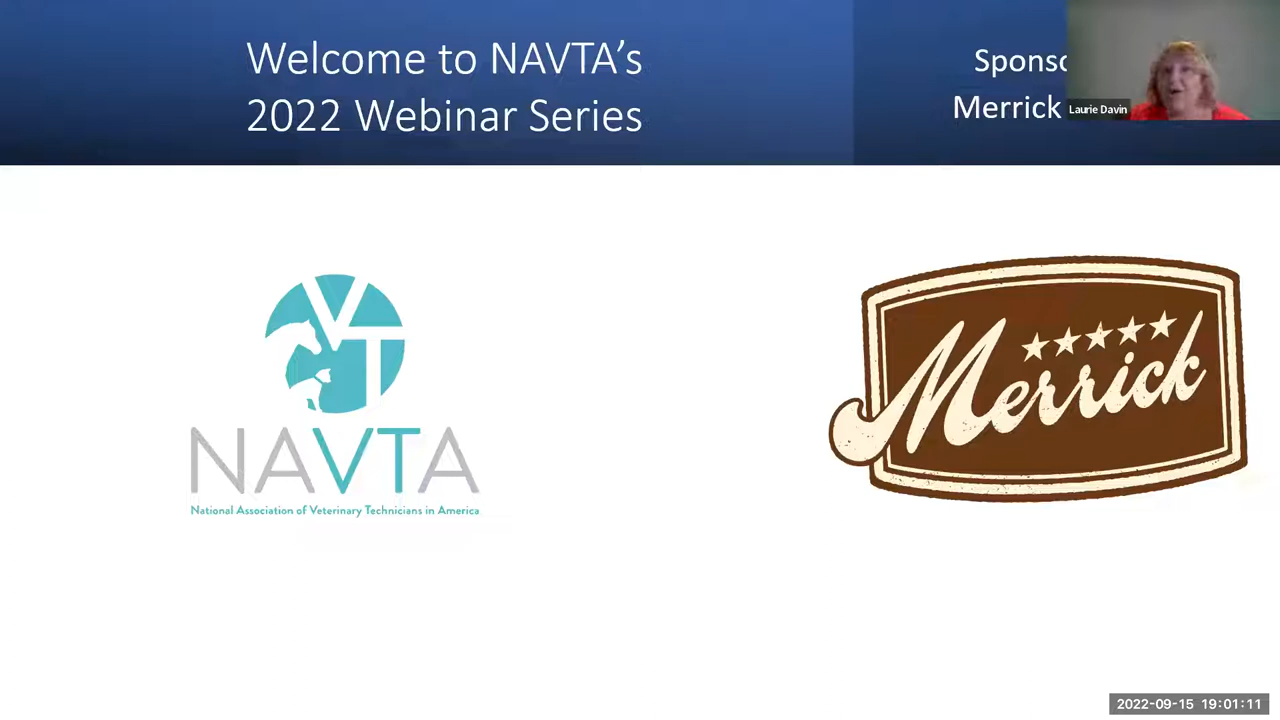 Welcome to NAVTA's
2022 Webinar Series
Merrick
Laurie Davin
VT
NAVTA
National Association of Veterinary Technicians in America
Merrick
2022-09-15 19:01:11